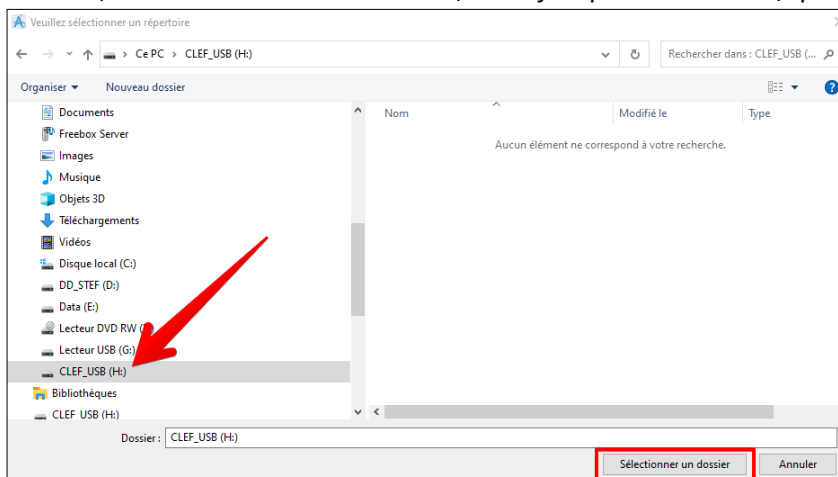 Veuillez sélectionner un répertoire
Ce PC > CLEF_USB (H:)
Rechercher dans : CLEF_USB (...
Organiser
Nouveau dossier
Documents
Freebox Server
Images
Musique
Objets 3D
Téléchargements
Vidéos
Disque local (C:)
DD_STEF (D:)
Data (E:)
Lecteur DVD RW
Lecteur USB (G:)
CLEF_USB (H:)
Bibliothèques
CLEF_USB (H:)
Nom
Modifié le
Type
Aucun élément ne correspond à votre recherche.
Dossier : CLEF_USB (H:)
Sélectionner un dossier
Annuler